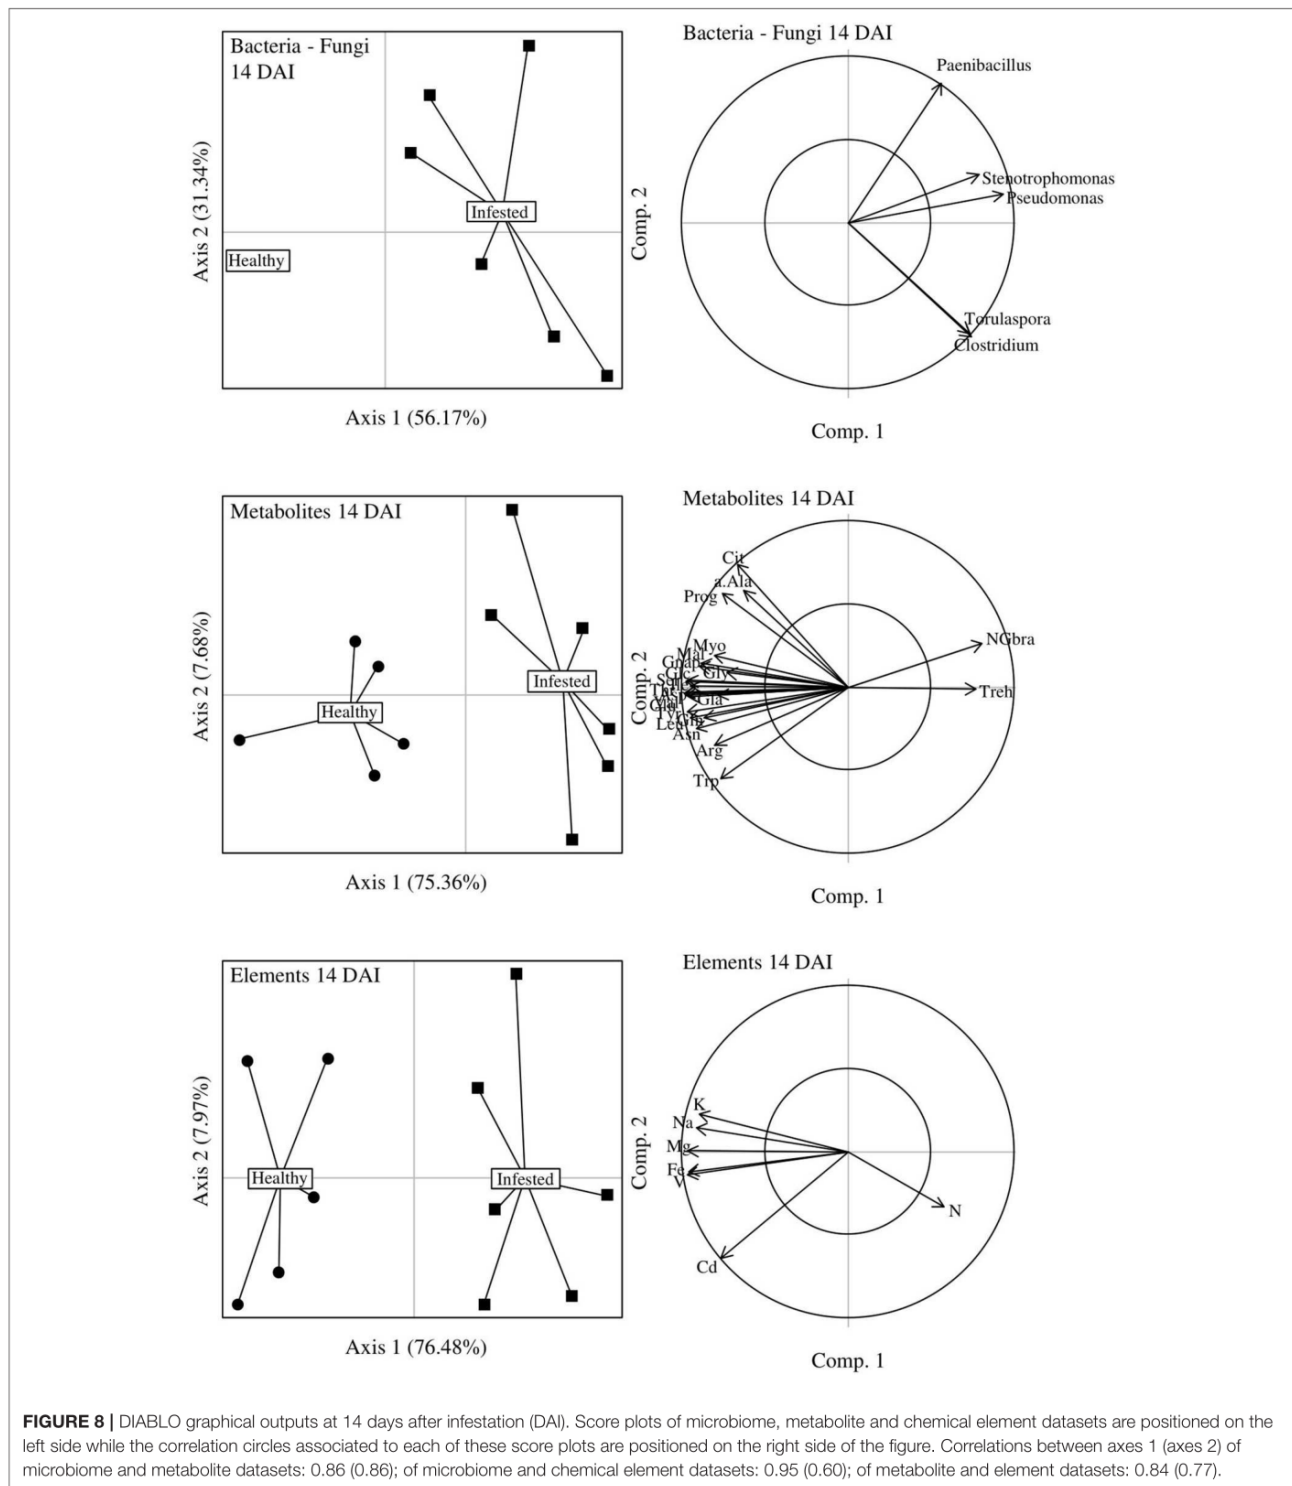 Bacteria - Fungi
14 DAI
Axis 2 (31.34%)
Infested
Healthy
Axis 1 (56.17%)
Bacteria - Fungi 14 DAI
Comp. 2
Paenibacillus
Stenotrophomonas
Pseudomonas
Torulaspora
Clostridium
Comp. 1
Metabolites 14 DAI
Axis 2 (7.68%)
Infested
Healthy
Axis 1 (75.36%)
Metabolites 14 DAI
Comp. 2
Cit
a.Ala
Prog
Myo
Mal
Gly
NGbra
Treh
Gla
Tyr
Leu
Asn
Arg
Trp
Comp. 1
Elements 14 DAI
Axis 2 (7.97%)
Healthy
Infested
Axis 1 (76.48%)
Elements 14 DAI
Comp. 2
K
Na
Mg
Fe
V
N
Cd
Comp. 1
FIGURE 8 | DIABLO graphical outputs at 14 days after infestation (DAI). Score plots of microbiome, metabolite and chemical element datasets are positioned on the
left side while the correlation circles associated to each of these score plots are positioned on the right side of the figure. Correlations between axes 1 (axes 2) of
microbiome and metabolite datasets: 0.86 (0.86); of microbiome and chemical element datasets: 0.95 (0.60); of metabolite and element datasets: 0.84 (0.77).